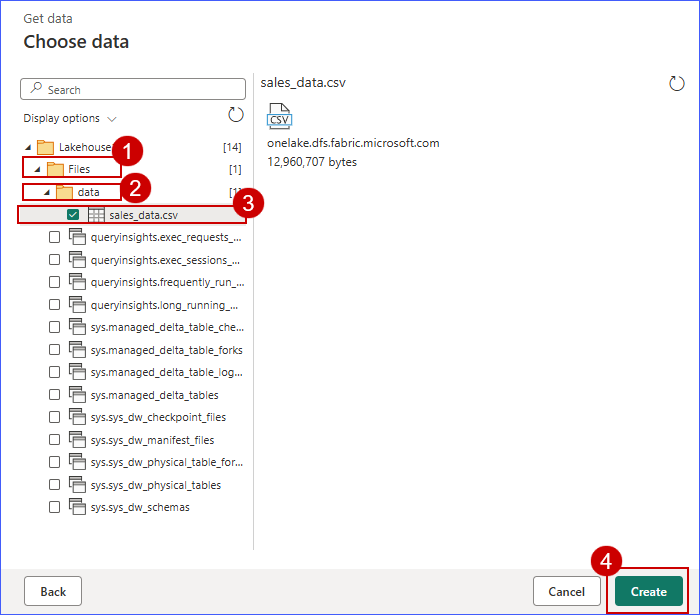 Get data
Choose data
Search
Display options
Lakehouse [14]
1
Files [1]
2
data [1]
3
sales_data.csv
queryinsights.exec_requests_...
queryinsights.exec_sessions_...
queryinsights.frequently_run_...
queryinsights.long_running_...
sys.managed_delta_table_che...
sys.managed_delta_table_forks
sys.managed_delta_table_log...
sys.managed_delta_tables
sys.sys_dw_checkpoint_files
sys.sys_dw_manifest_files
sys.sys_dw_physical_table_for...
sys.sys_dw_physical_tables
sys.sys_dw_schemas
sales_data.csv
CSV
onelake.dfs.fabric.microsoft.com
12,960,707 bytes
4
Back Cancel Create